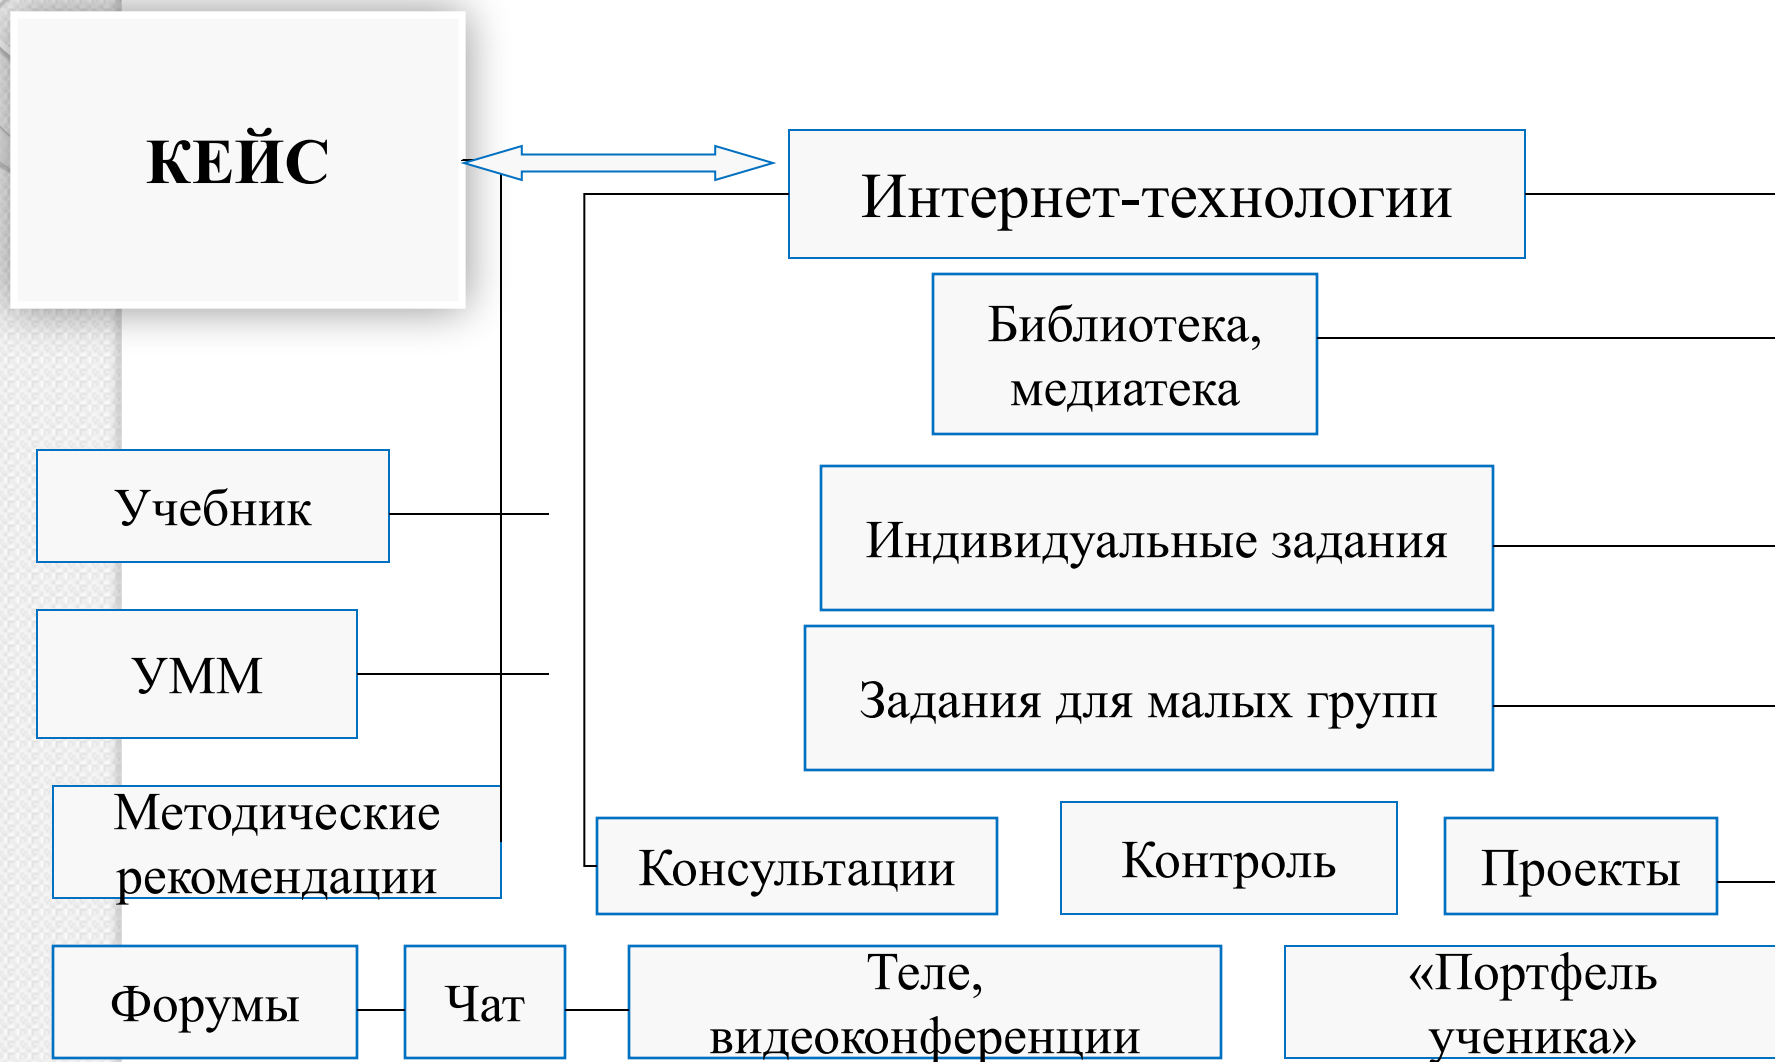 КЕЙС
Интернет-технологии
Библиотека,
медиатека
Учебник
Индивидуальные задания
УММ
Задания для малых групп
Методические
рекомендации
Консультации
Контроль
Проекты
Форумы
Чат
Теле,
видеоконференции
«Портфель
ученика»